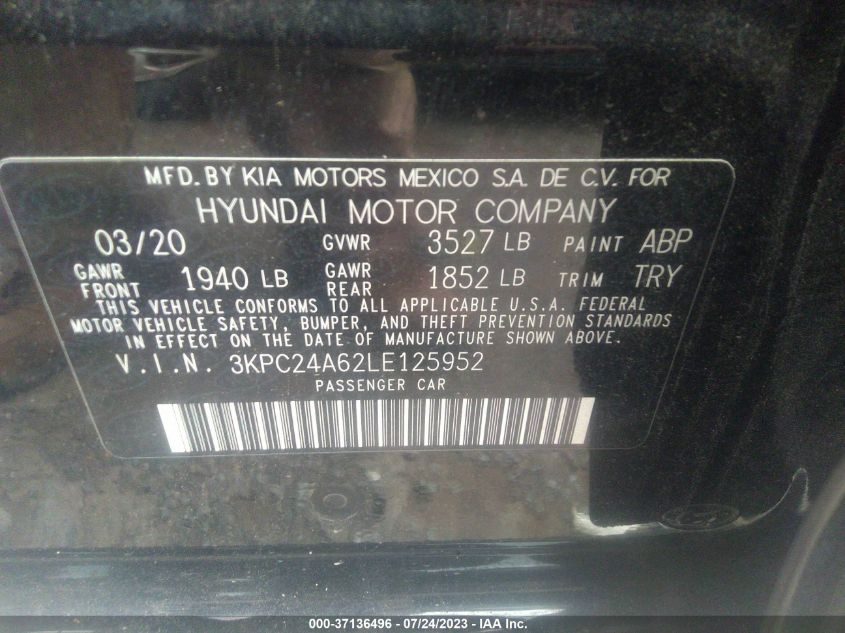 MFD. BY KIA MOTORS MEXICO S.A. DE C.V. FOR
HYUNDAI MOTOR COMPANY
03/20 GVWR 3527 LB PAINT ABP
GAWR FRONT 1940 LB GAWR REAR 1852 LB TRIM TRY
THIS VEHICLE CONFORMS TO ALL APPLICABLE U.S.A. FEDERAL
MOTOR VEHICLE SAFETY, BUMPER, AND THEFT PREVENTION STANDARDS
IN EFFECT ON THE DATE OF MANUFACTURE SHOWN ABOVE.
V.I.N. 3KPC24A62LE125952
PASSENGER CAR
000-37136496 - 07/24/2023 - IAA Inc.